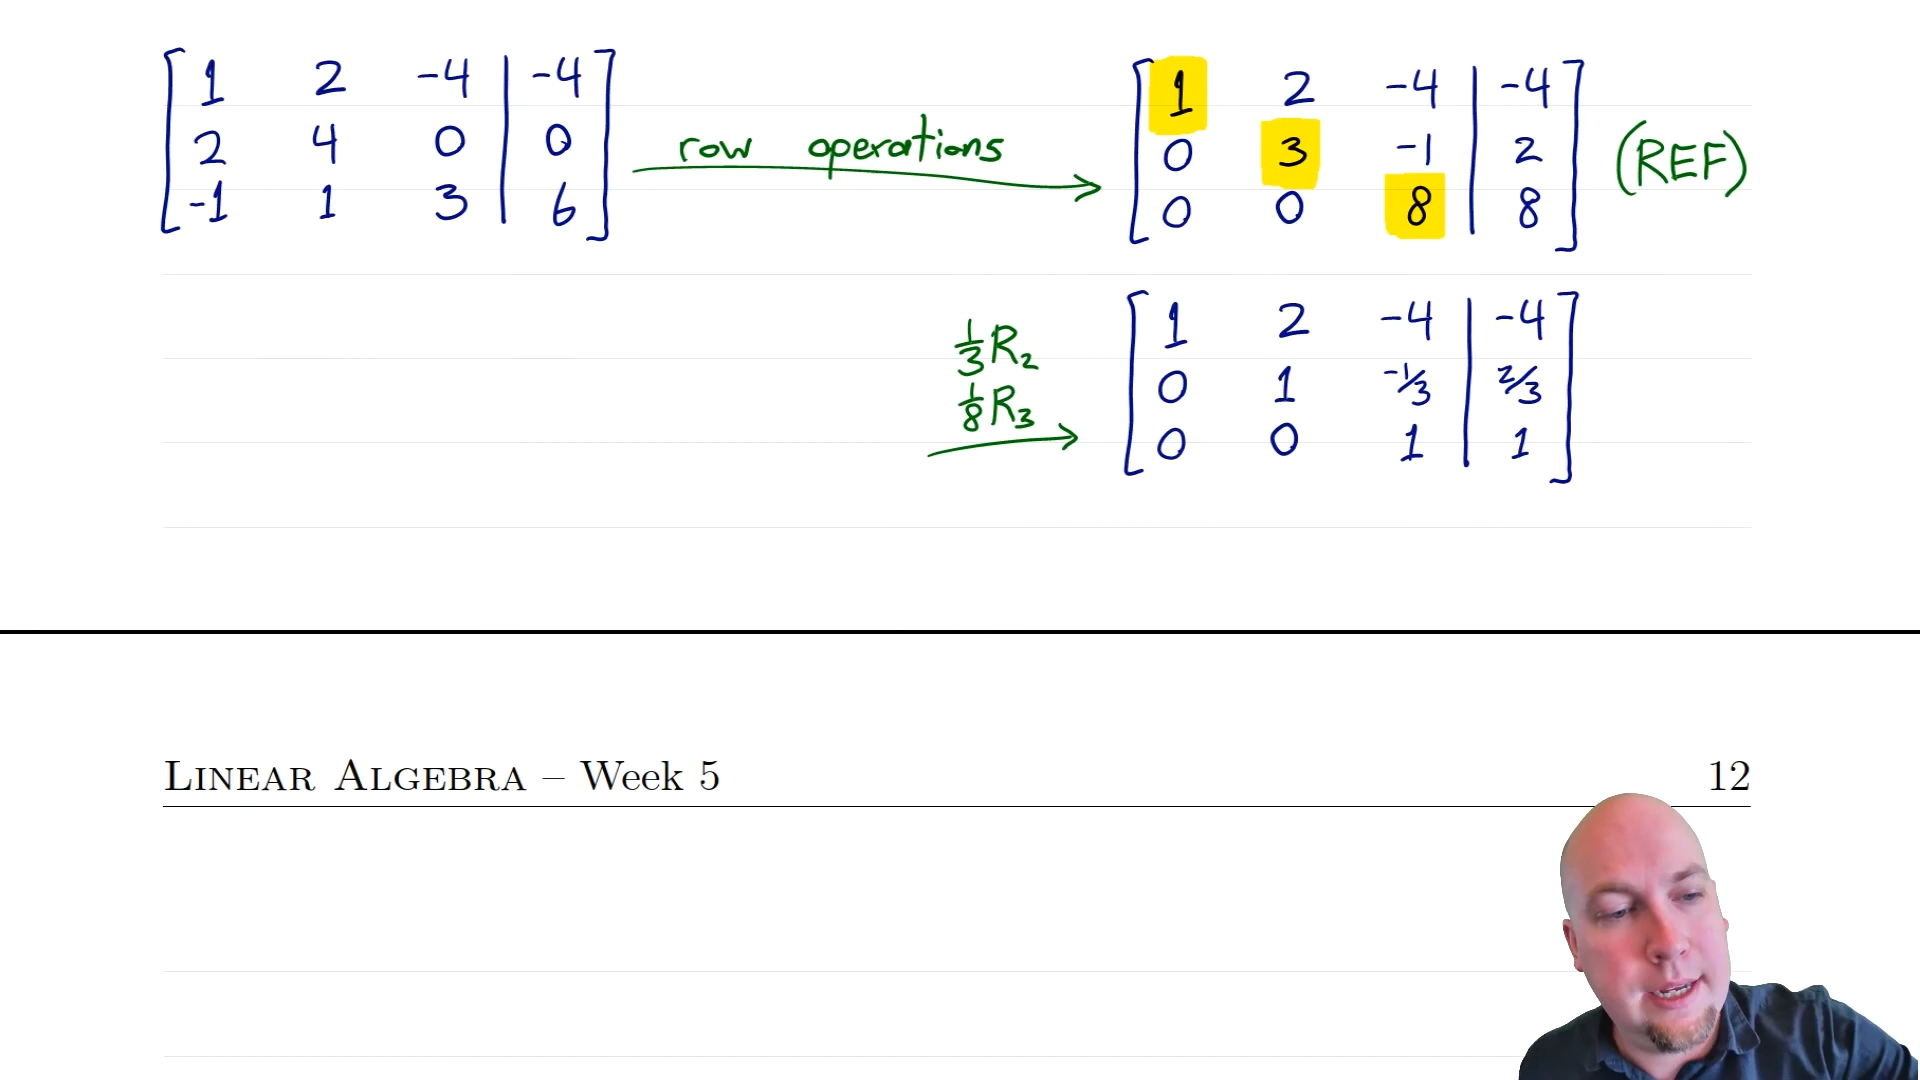 1 2 -4 | -4
2 4 0 | 0
-1 1 3 | 6
row operations
1 2 -4 | -4
0 3 -1 | 2
0 0 8 | 8
(REF)
1/3 R₂
1/8 R₃
1 2 -4 | -4
0 1 -1/3 | 2/3
0 0 1 | 1
LINEAR ALGEBRA – Week 5
12